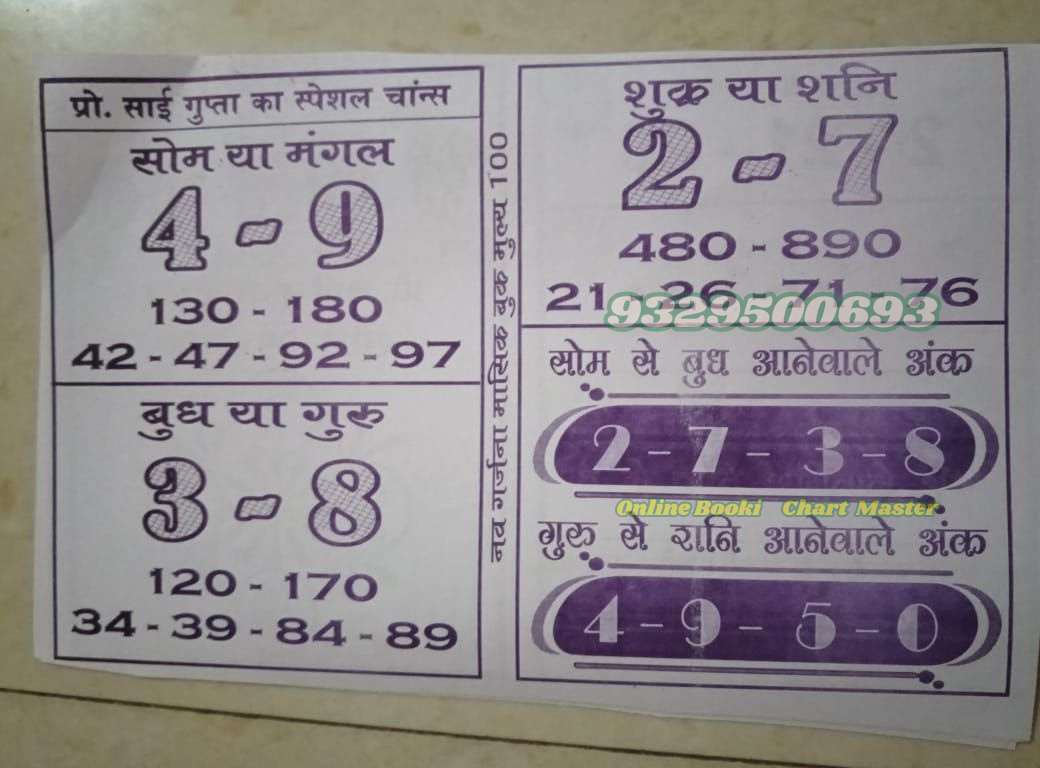 प्रो. साई गुप्ता का स्पेशल चांन्स
सोम या मंगल
4 - 9
130 - 180
42 - 47 - 92 - 97
बुध या गुरु
3 - 8
120 - 170
34 - 39 - 84 - 89
नव गर्जना मासिक बुक मुल्य 100
शुक्र या शनि
2 - 7
480 - 890
21 - 26 - 71 - 76
9329500693
सोम से बुध आनेवाले अंक
2 - 7 - 3 - 8
Online Booki Chart Master
गुरु से शनि आनेवाले अंक
4 - 9 - 5 - 0